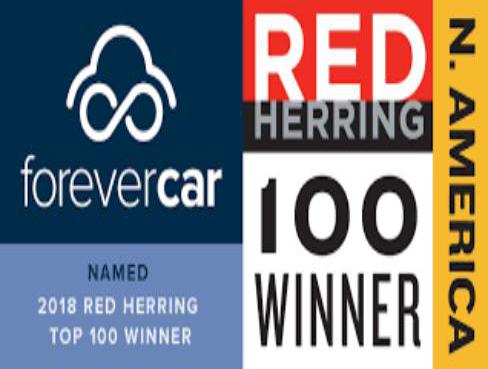 forevercar
NAMED
2018 RED HERRING
TOP 100 WINNER
RED
HERRING
100
WINNER
N. AMERICA